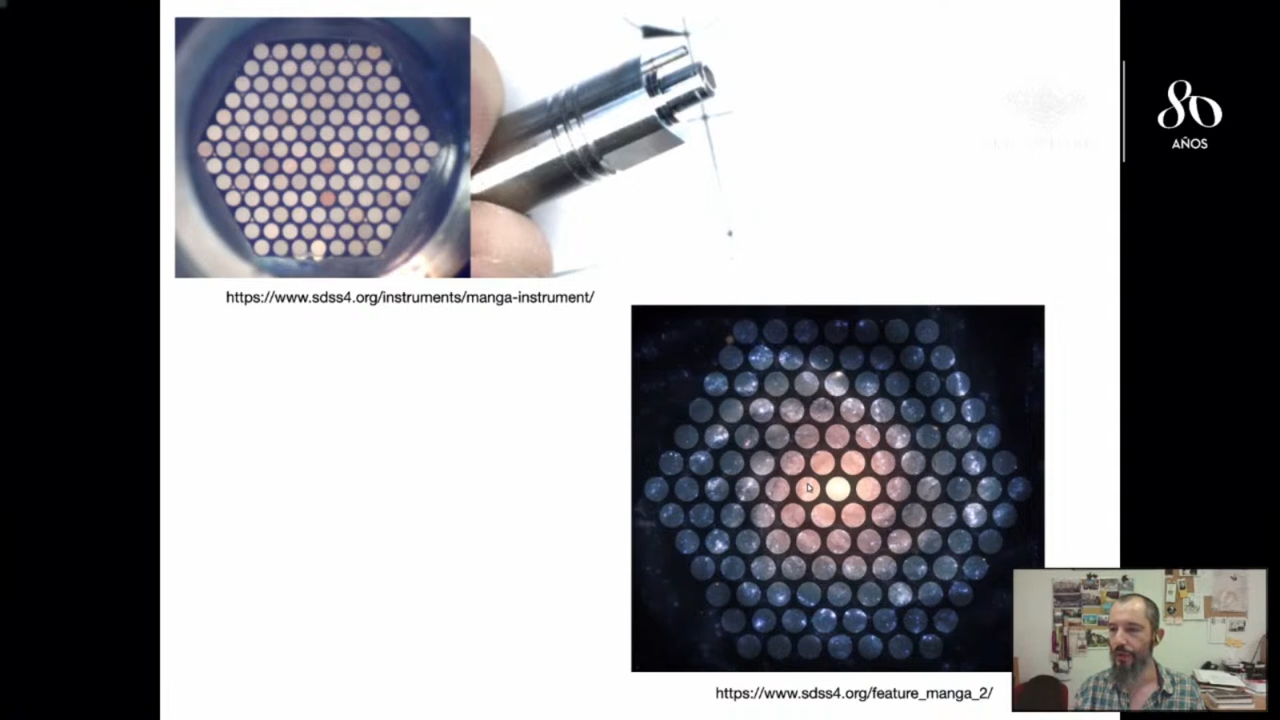 80
AÑOS
https://www.sdss4.org/instruments/manga-instrument/
https://www.sdss4.org/feature_manga_2/